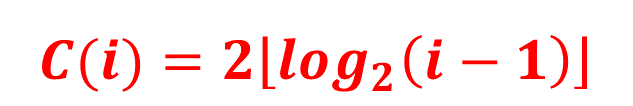 C(i) = 2⌊log₂(i − 1)⌋